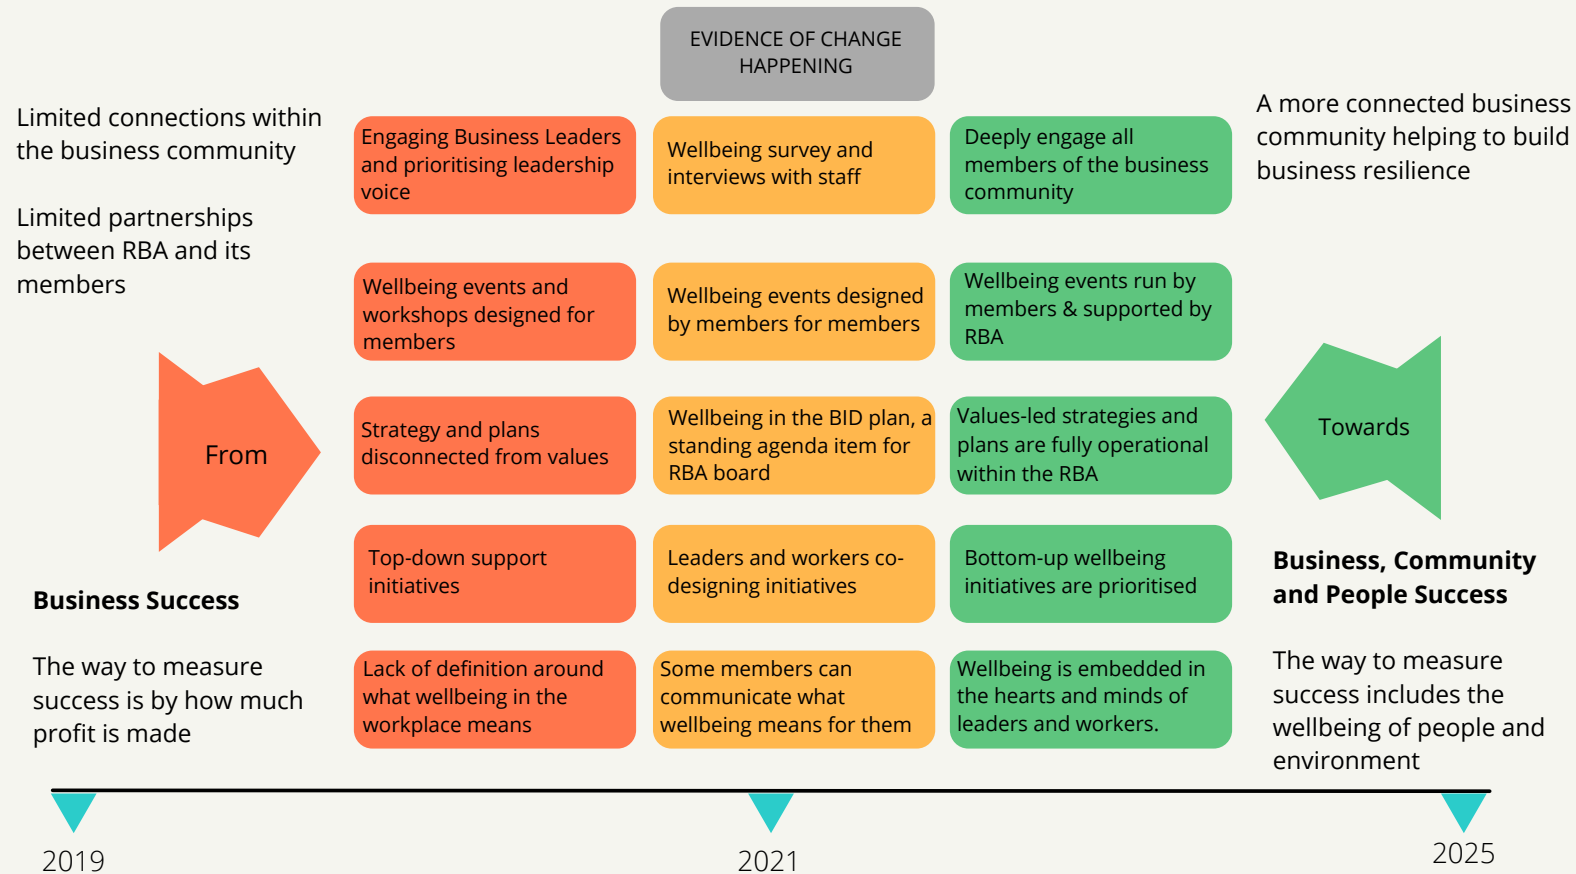 EVIDENCE OF CHANGE
HAPPENING
Limited connections within
the business community
Limited partnerships
between RBA and its
members
From
Business Success
The way to measure
success is by how much
profit is made
Engaging Business Leaders
and prioritising leadership
voice
Wellbeing survey and
interviews with staff
Deeply engage all
members of the business
community
Wellbeing events and
workshops designed for
members
Wellbeing events designed
by members for members
Wellbeing events run by
members & supported by
RBA
Strategy and plans
disconnected from values
Wellbeing in the BID plan, a
standing agenda item for
RBA board
Values-led strategies and
plans are fully operational
within the RBA
Top-down support
initiatives
Leaders and workers co-
designing initiatives
Bottom-up wellbeing
initiatives are prioritised
Lack of definition around
what wellbeing in the
workplace means
Some members can
communicate what
wellbeing means for them
Wellbeing is embedded in
the hearts and minds of
leaders and workers.
A more connected business
community helping to build
business resilience
Towards
Business, Community
and People Success
The way to measure
success includes the
wellbeing of people and
environment
2019
2021
2025